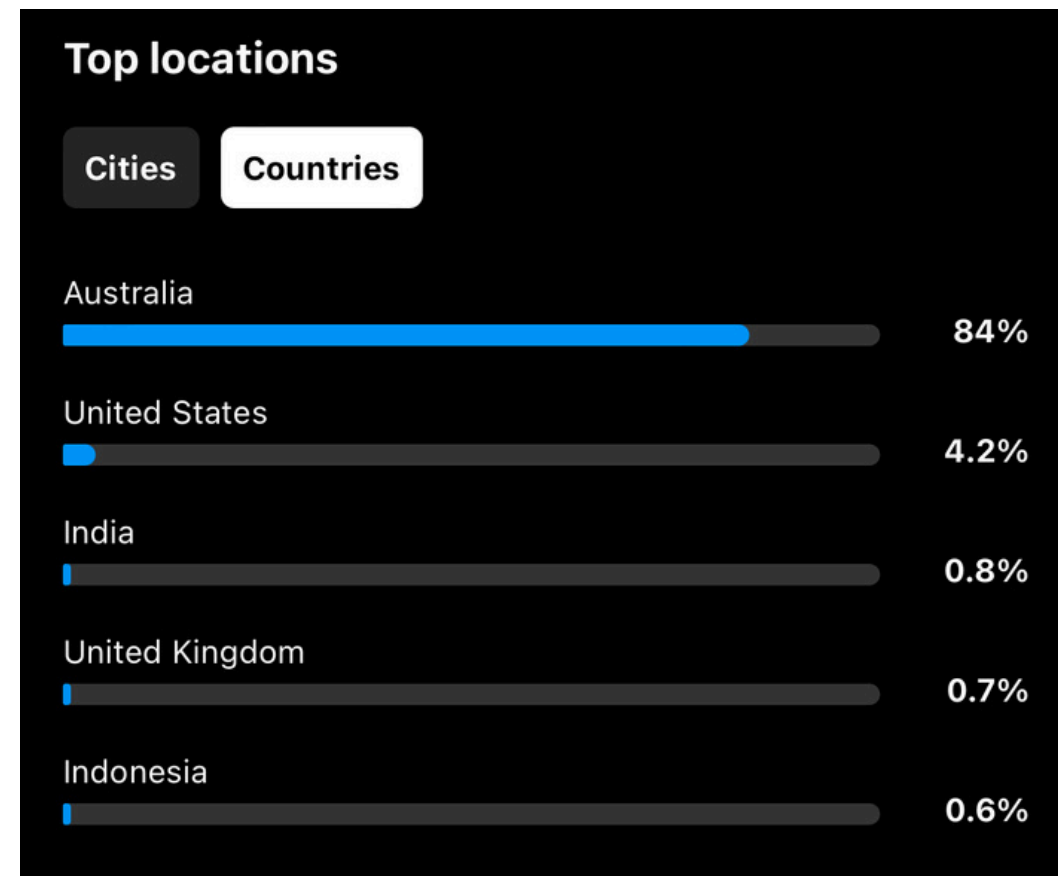 Top locations
Cities Countries
Australia
84%
United States
4.2%
India
0.8%
United Kingdom
0.7%
Indonesia
0.6%